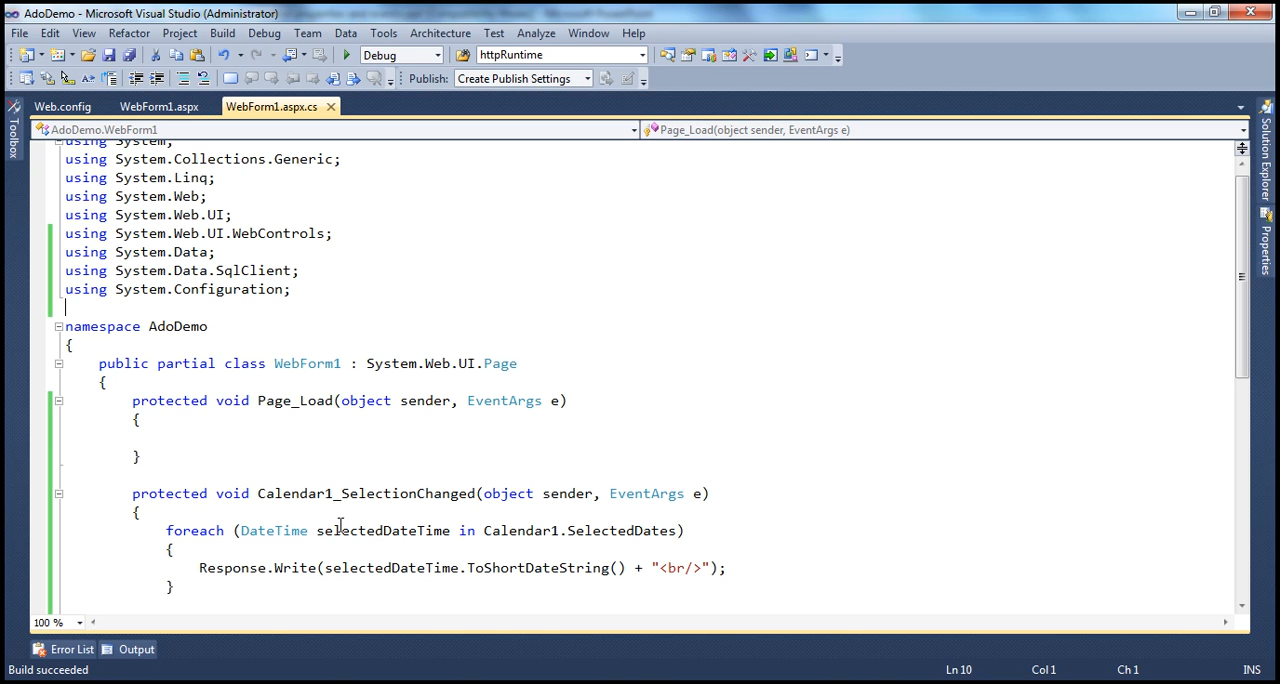 AdoDemo - Microsoft Visual Studio (Administrator)
File Edit View Refactor Project Build Debug Team Data Tools Architecture Test Analyze Window Help
Debug httpRuntime
Publish: Create Publish Settings
Web.config WebForm1.aspx WebForm1.aspx.cs
AdoDemo.WebForm1 Page_Load(object sender, EventArgs e)
Toolbox
Solution Explorer
Properties
using System;
using System.Collections.Generic;
using System.Linq;
using System.Web;
using System.Web.UI;
using System.Web.UI.WebControls;
using System.Data;
using System.Data.SqlClient;
using System.Configuration;
namespace AdoDemo
{
public partial class WebForm1 : System.Web.UI.Page
{
protected void Page_Load(object sender, EventArgs e)
{
}
protected void Calendar1_SelectionChanged(object sender, EventArgs e)
{
foreach (DateTime selectedDateTime in Calendar1.SelectedDates)
{
Response.Write(selectedDateTime.ToShortDateString() + "<br/>");
}
100 %
Error List Output
Build succeeded Ln 10 Col 1 Ch 1 INS